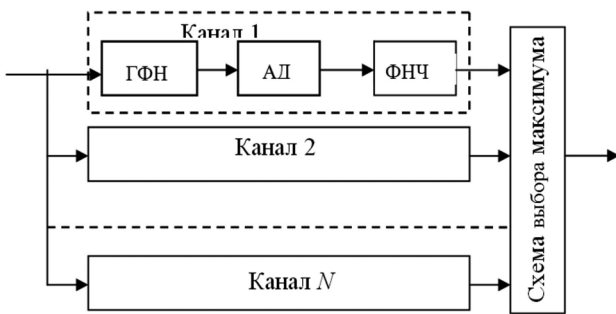 Канал 1
ГФН
АД
ФНЧ
Канал 2
Канал N
Схема выбора максимума